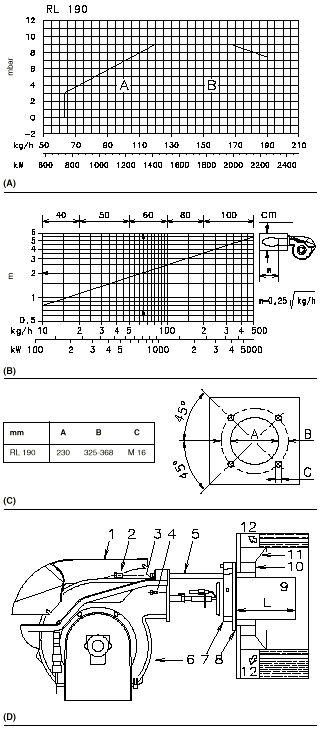 RL 190
12
10
8
mbar
6
A
B
4
2
0
-2
kg/h 50 70 90 110 130 150 170 190 210
kW 600 800 1000 1200 1400 1600 1800 2000 2200 2400
(A)
40 50 60 80 100 cm
6
5
4
3
m 2
1
0.5
m=0,25 √kg/h
kg/h 10 2 3 4 5 100 2 3 4 500
kW 100 2 3 4 5 1000 2 3 4 5000
(B)
mm A B C
RL 190 230 325-368 M 16
45°
A
B
45°
C
(C)
1 2 3 4 5
12
11
10
9
L
6 7 8
12
(D)